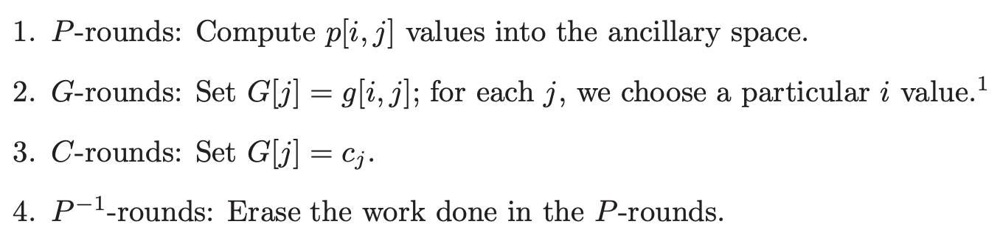 1. P-rounds: Compute p[i, j] values into the ancillary space.
2. G-rounds: Set G[j] = g[i, j]; for each j, we choose a particular i value.¹
3. C-rounds: Set G[j] = cⱼ.
4. P⁻¹-rounds: Erase the work done in the P-rounds.